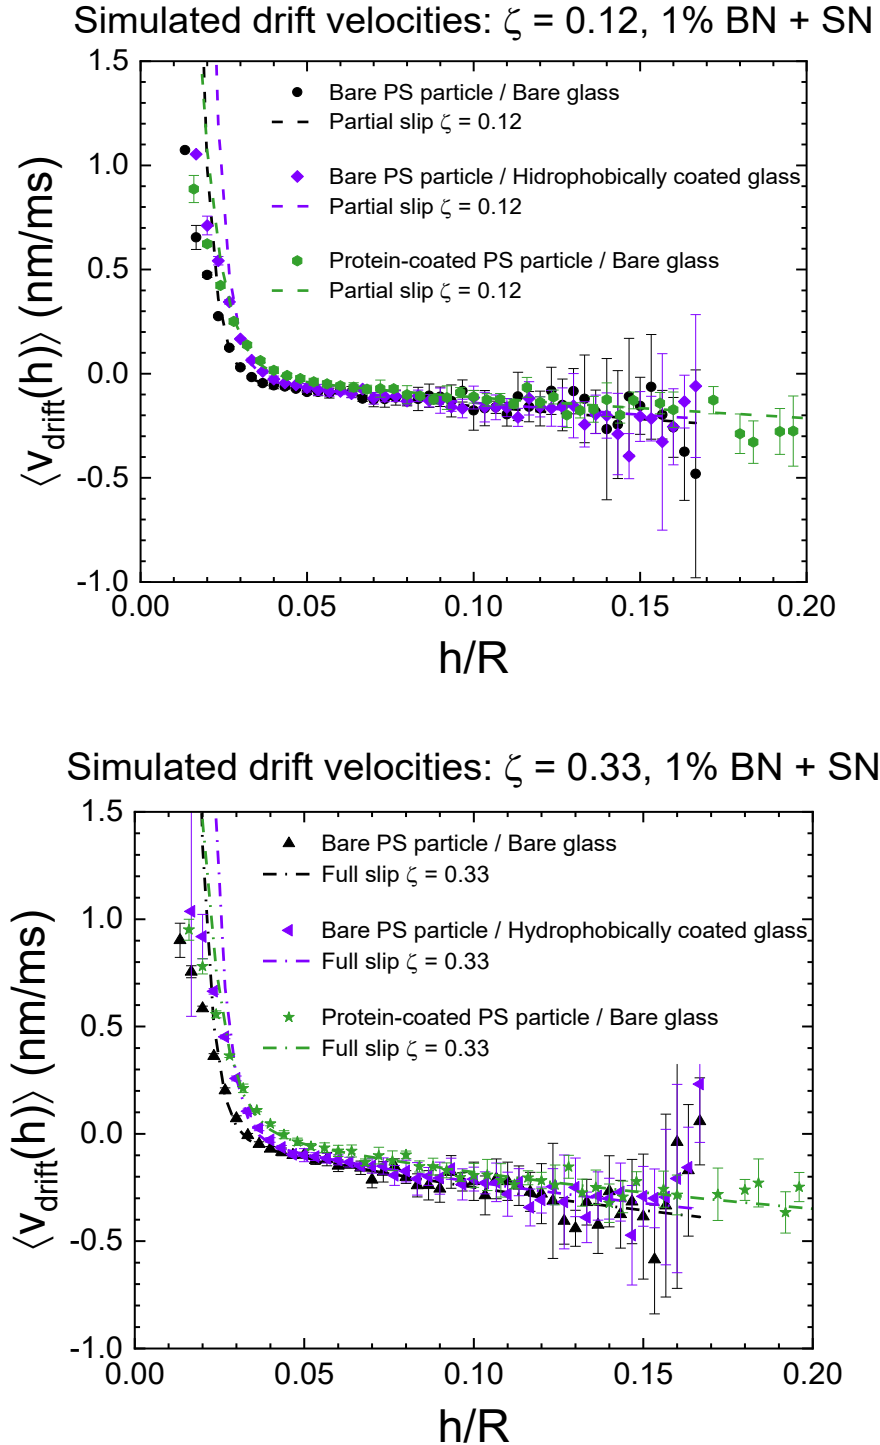 Simulated drift velocities: ζ = 0.12, 1% BN + SN
1.5
1.0
0.5
0.0
-0.5
-1.0
⟨v_drift(h)⟩ (nm/ms)
Bare PS particle / Bare glass
Partial slip ζ = 0.12
Bare PS particle / Hidrophobically coated glass
Partial slip ζ = 0.12
Protein-coated PS particle / Bare glass
Partial slip ζ = 0.12
0.00 0.05 0.10 0.15 0.20
h/R
Simulated drift velocities: ζ = 0.33, 1% BN + SN
1.5
1.0
0.5
0.0
-0.5
-1.0
⟨v_drift(h)⟩ (nm/ms)
Bare PS particle / Bare glass
Full slip ζ = 0.33
Bare PS particle / Hydrophobically coated glass
Full slip ζ = 0.33
Protein-coated PS particle / Bare glass
Full slip ζ = 0.33
0.00 0.05 0.10 0.15 0.20
h/R